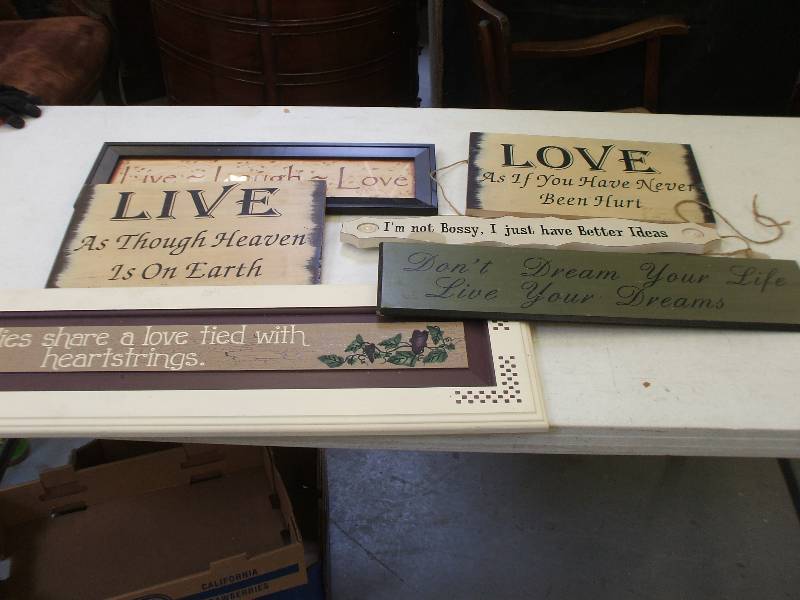 Live ~ Laugh ~ Love
LIVE
As Though Heaven
Is On Earth
LOVE
As If You Have Never
Been Hurt
I'm not Bossy, I just have Better Ideas
Don't Dream Your Life
Live Your Dreams
share a love tied with
heartstrings.
CALIFORNIA